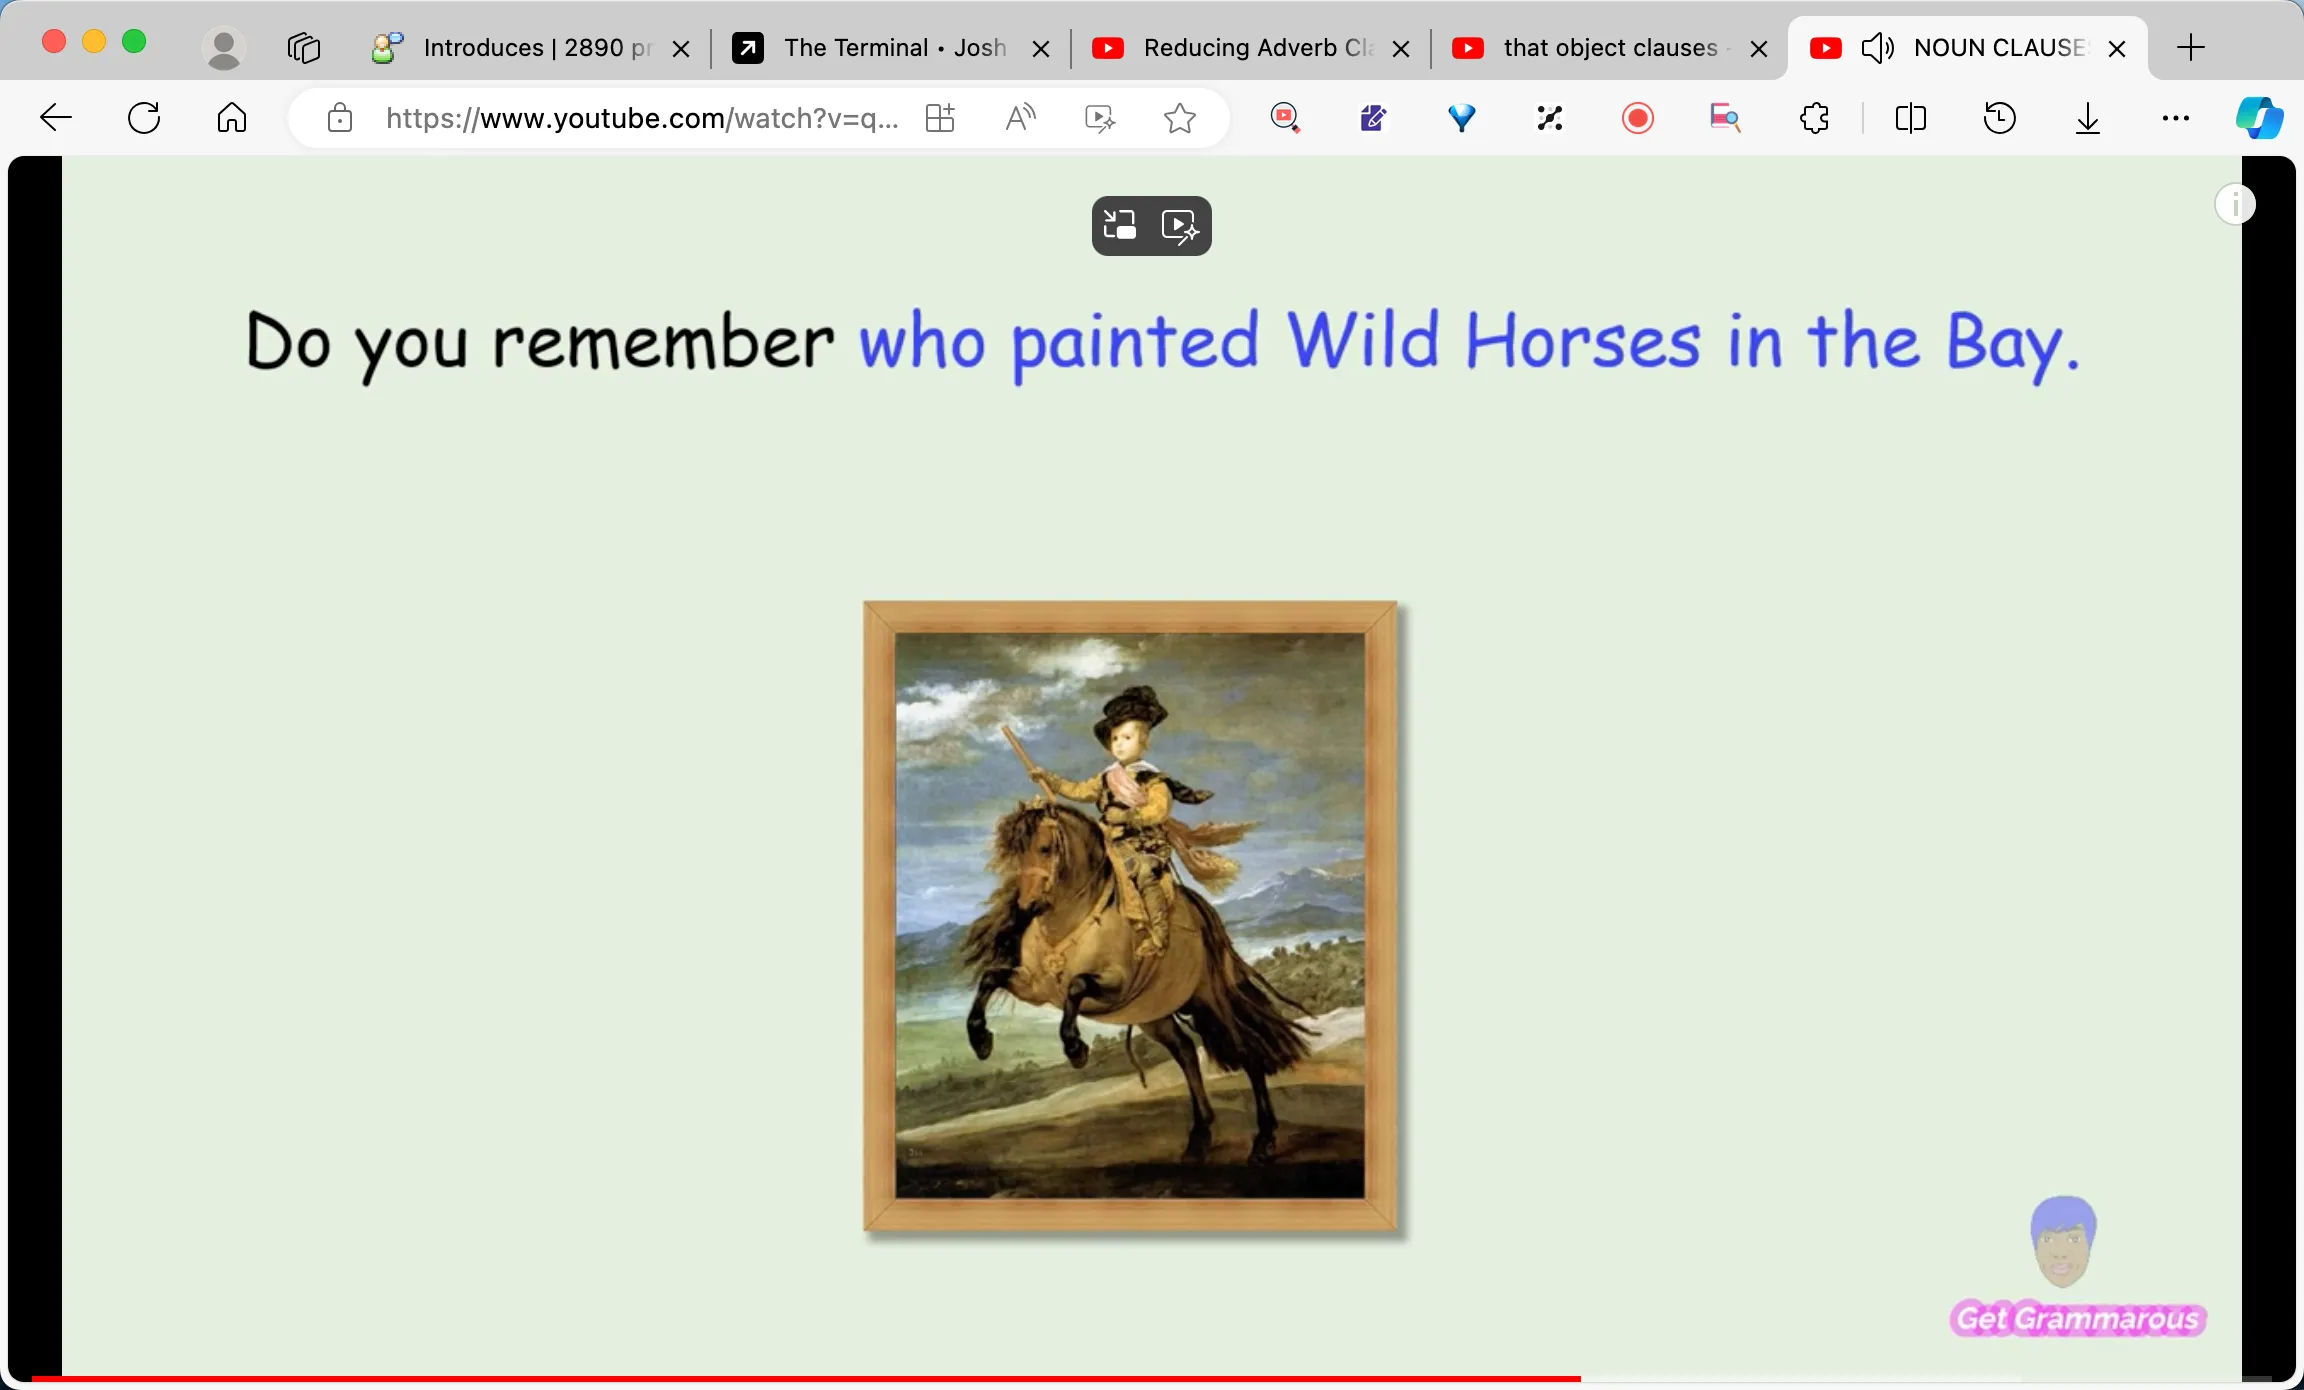 Introduces | 2890 pr
The Terminal • Josh
Reducing Adverb Cla
that object clauses -
NOUN CLAUSE
https://www.youtube.com/watch?v=q...
Do you remember who painted Wild Horses in the Bay.
Get Grammarous